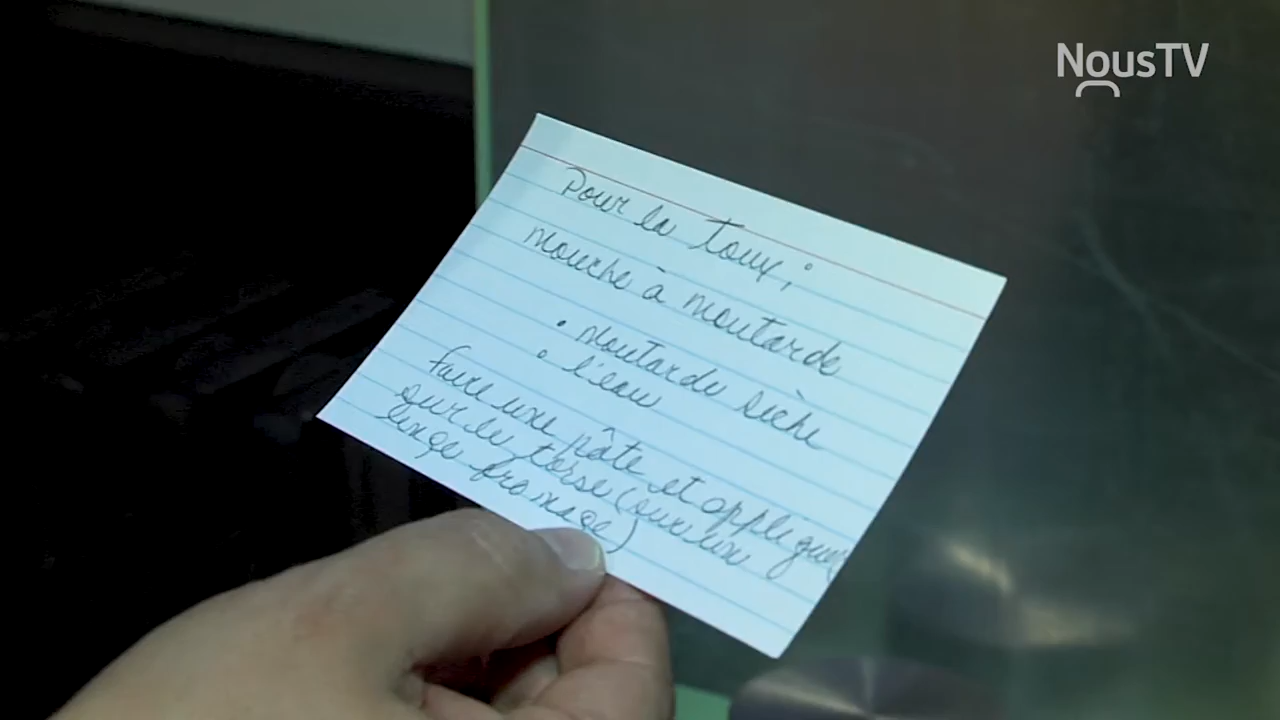 NousTV
Pour la toux :
mouche à moutarde
• moutarde sèche
• l'eau
Faire une pâte et appliquer
sur le torse (sur un
linge fromage)